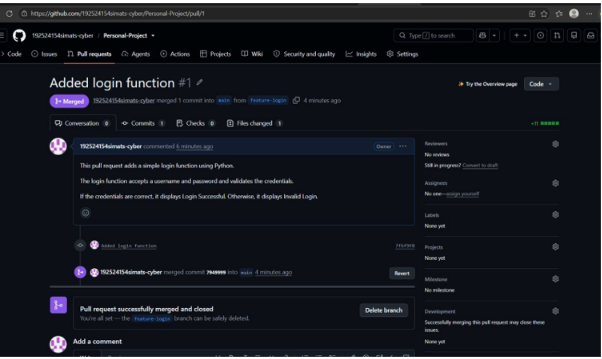 https://github.com/192524154simats-cyber/Personal-Project/pull/1
192524154simats-cyber / Personal-Project
Type / to search
Code Issues Pull requests Agents Actions Projects Wiki Security and quality Insights Settings
Added login function #1
Try the Overview page Code
Merged 192524154simats-cyber merged 1 commit into main from feature-login 4 minutes ago
Conversation 0 Commits 1 Checks 0 Files changed 1
+11
192524154simats-cyber commented 6 minutes ago Owner
This pull request adds a simple login function using Python.
The login function accepts a username and password and validates the credentials.
If the credentials are correct, it displays Login Successful. Otherwise, it displays Invalid Login.
Added login function
192524154simats-cyber merged commit into main 4 minutes ago Revert
Pull request successfully merged and closed
You're all set — the feature-login branch can be safely deleted.
Delete branch
Add a comment
Reviewers
No reviews
Still in progress? Convert to draft
Assignees
No one—assign yourself
Labels
None yet
Projects
None yet
Milestone
No milestone
Development
Successfully merging this pull request may close these
issues.
None yet